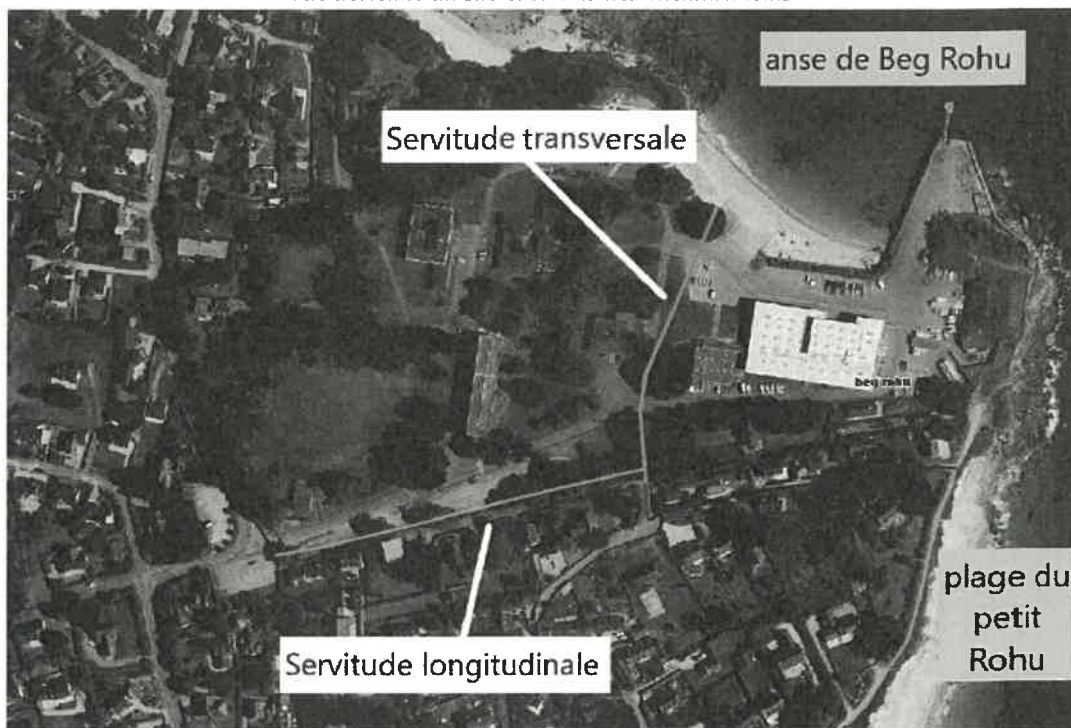 anse de Beg Rohu
Servitude transversale
beg rohu
plage du
petit
Rohu
Servitude longitudinale